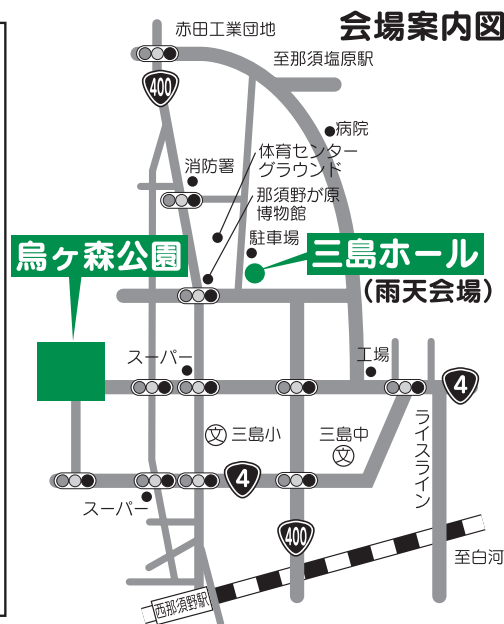 会場案内図
赤田工業団地
至那須塩原駅
400
病院
体育センター
グラウンド
消防署
那須野が原
博物館
駐車場
烏ヶ森公園
三島ホール
(雨天会場)
スーパー
工場
4
文 三島小
三島中
文
ライスライン
4
スーパー
400
至白河
西那須野駅